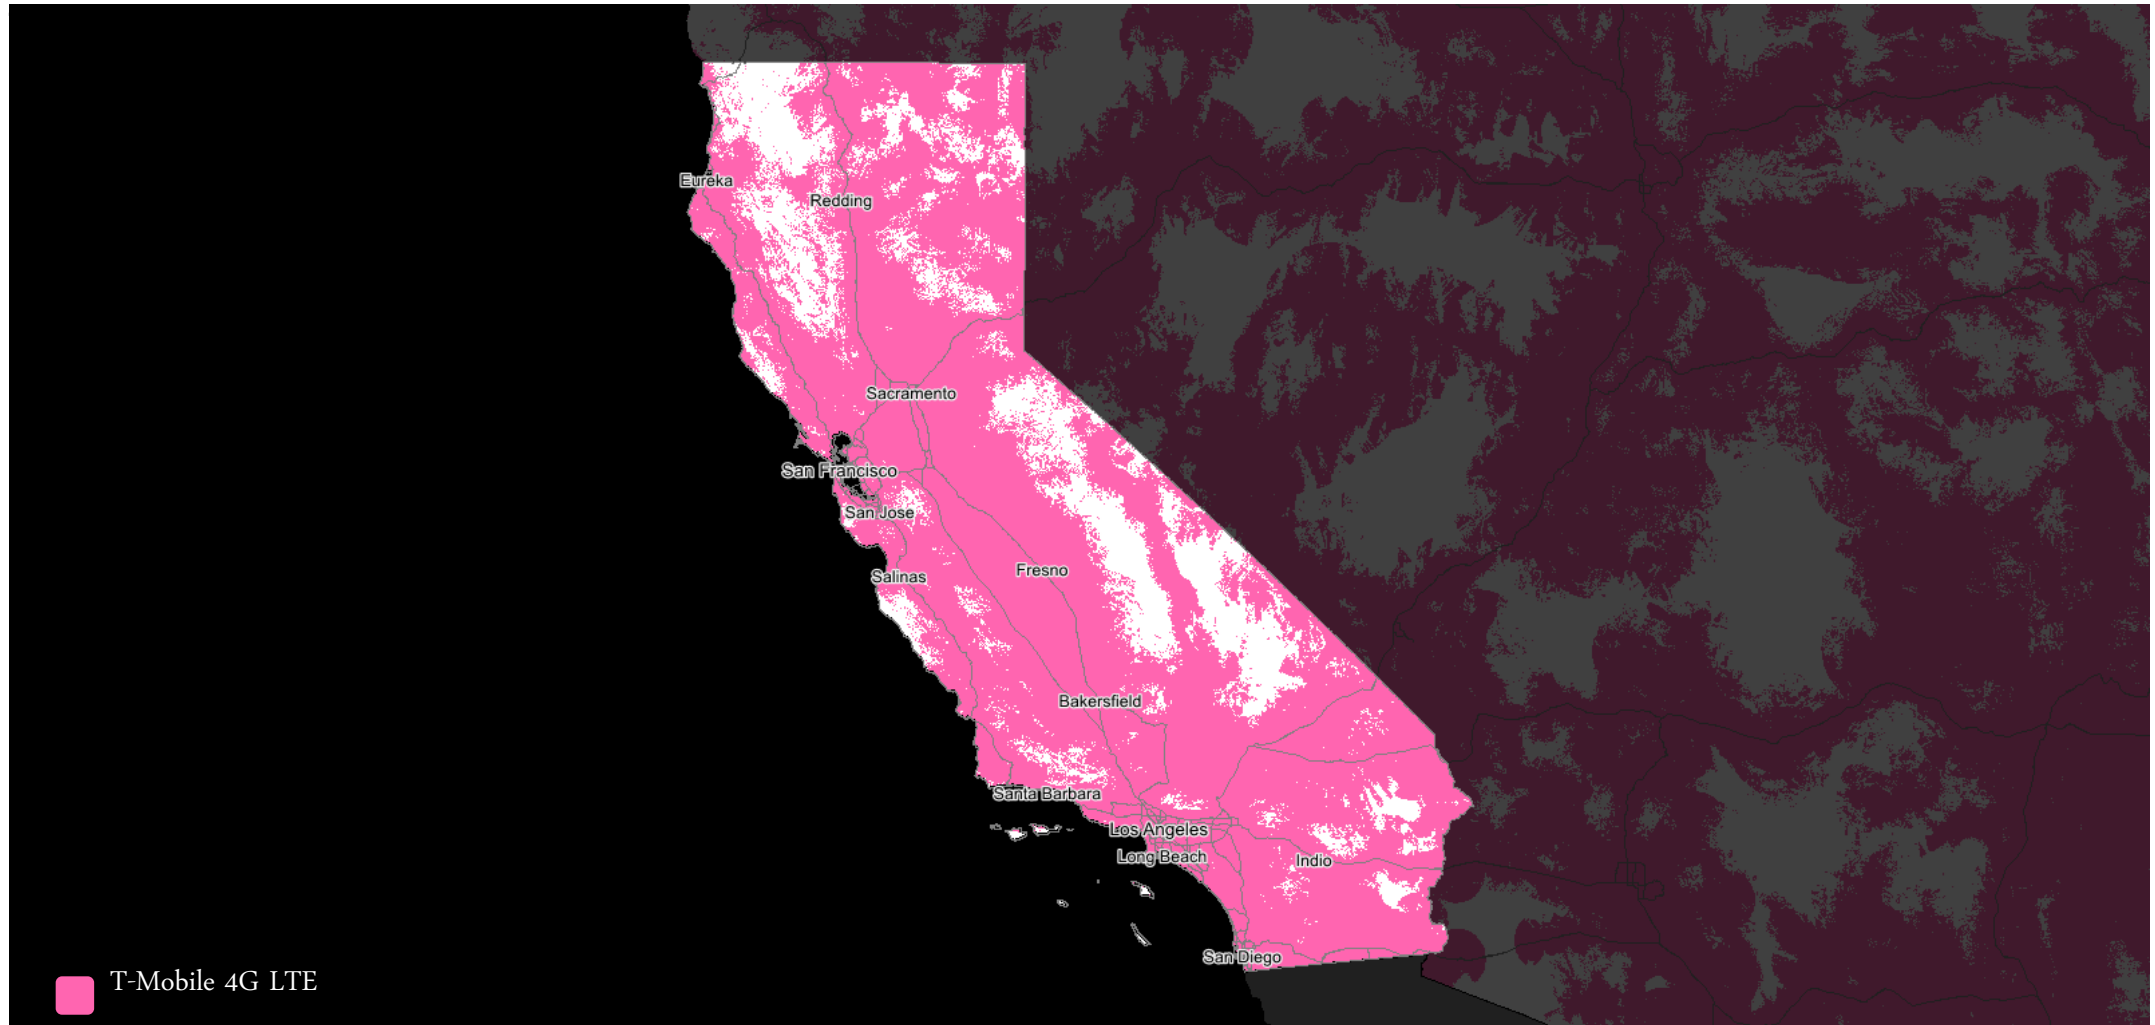 Eureka
Redding
Sacramento
San Francisco
San Jose
Salinas
Fresno
Bakersfield
Santa Barbara
Los Angeles
Long Beach
Indio
San Diego
T-Mobile 4G LTE